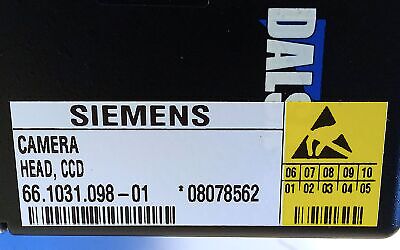 DALS
SIEMENS
CAMERA
HEAD, CCD
66.1031.098-01 *08078562
06 07 08 09 10
01 02 03 04 05